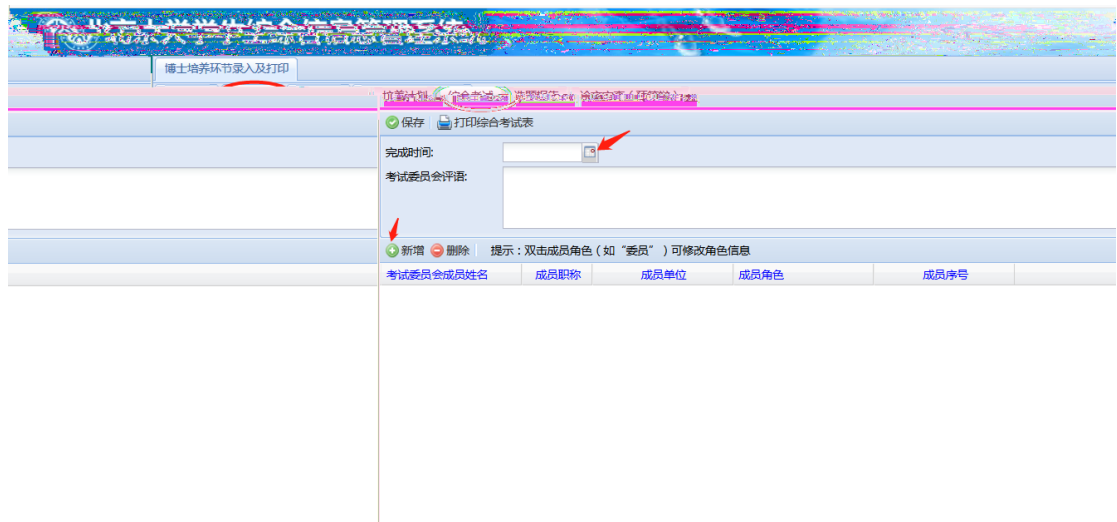 博士培养环节录入及打印
综合考试
保存 打印综合考试表
完成时间:
考试委员会评语:
新增 删除 提示：双击成员角色（如“委员”）可修改角色信息
考试委员会成员姓名 成员职称 成员单位 成员角色 成员序号